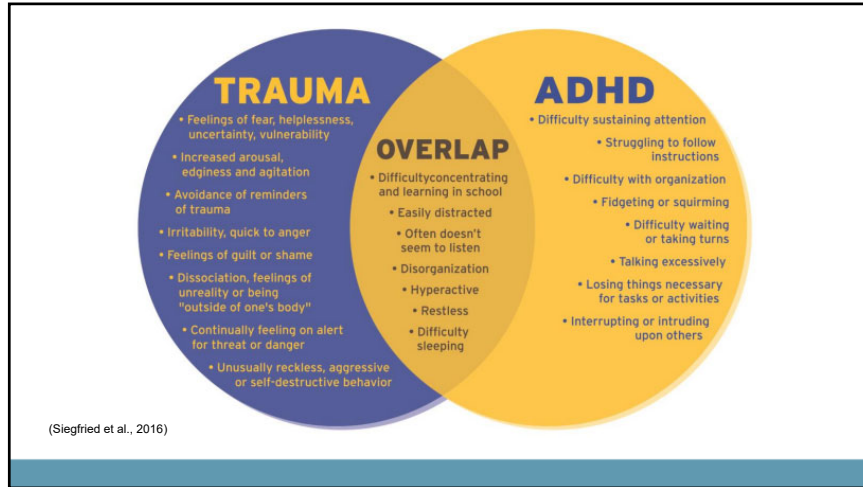 TRAUMA
• Feelings of fear, helplessness,
uncertainty, vulnerability
• Increased arousal,
edginess and agitation
• Avoidance of reminders
of trauma
• Irritability, quick to anger
• Feelings of guilt or shame
• Dissociation, feelings of
unreality or being
"outside of one's body"
• Continually feeling on alert
for threat or danger
• Unusually reckless, aggressive
or self-destructive behavior
OVERLAP
• Difficultyconcentrating
and learning in school
• Easily distracted
• Often doesn't
seem to listen
• Disorganization
• Hyperactive
• Restless
• Difficulty
sleeping
ADHD
• Difficulty sustaining attention
• Struggling to follow
instructions
• Difficulty with organization
• Fidgeting or squirming
• Difficulty waiting
or taking turns
• Talking excessively
• Losing things necessary
for tasks or activities
• Interrupting or intruding
upon others
(Siegfried et al., 2016)